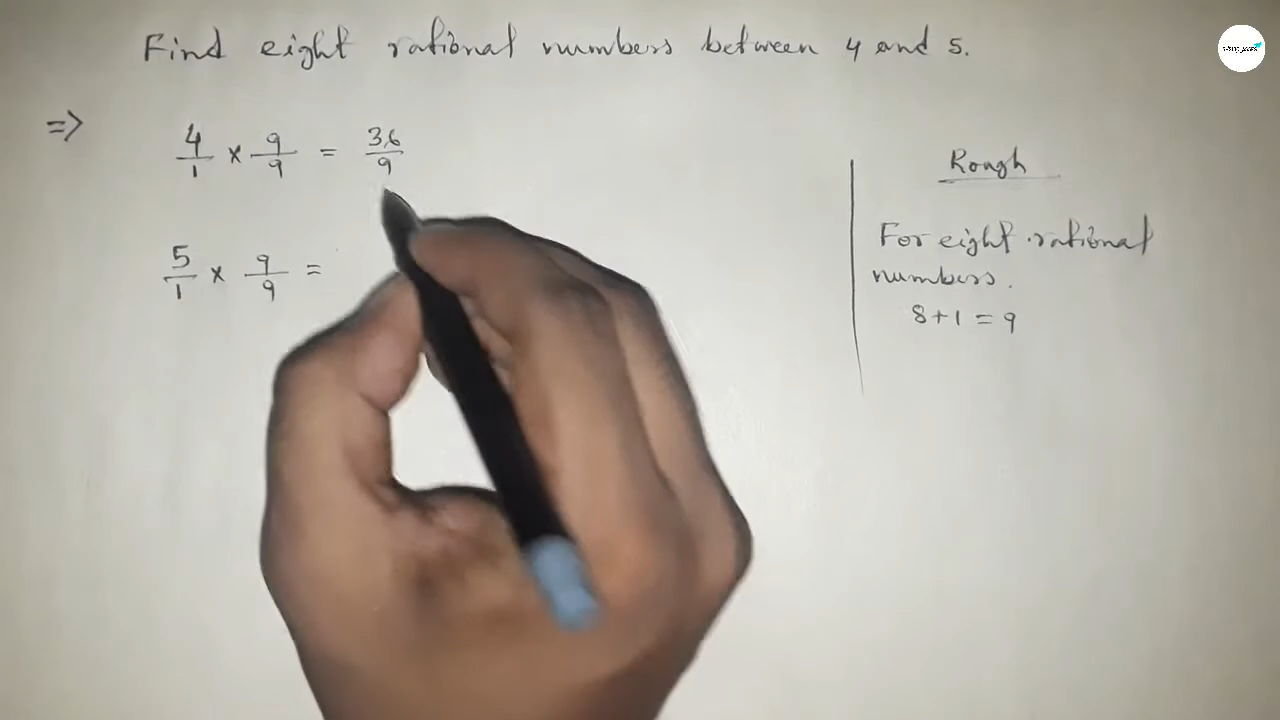 Find eight rational numbers between 4 and 5.
=> 4/1 × 9/9 = 36/9
5/1 × 9/9 =
Rough
For eight rational
numbers.
8+1 = 9